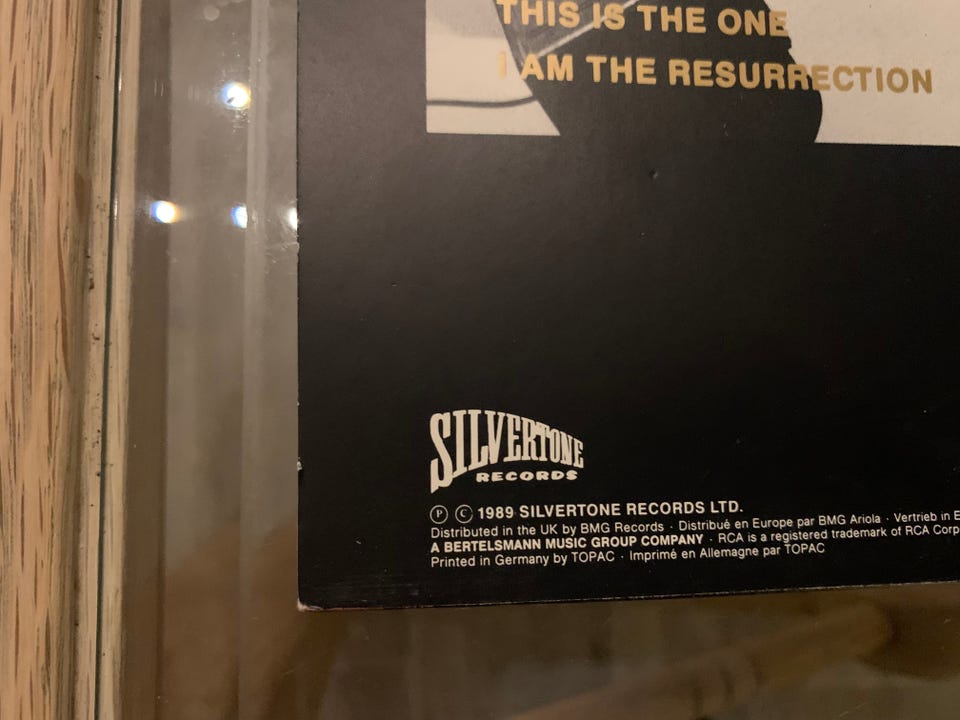 THIS IS THE ONE
I AM THE RESURRECTION
SILVERTONE
RECORDS
Ⓟ Ⓒ 1989 SILVERTONE RECORDS LTD.
Distributed in the UK by BMG Records · Distribué en Europe par BMG Ariola · Vertrieb in E
A BERTELSMANN MUSIC GROUP COMPANY · RCA is a registered trademark of RCA Corp
Printed in Germany by TOPAC · Imprimé en Allemagne par TOPAC